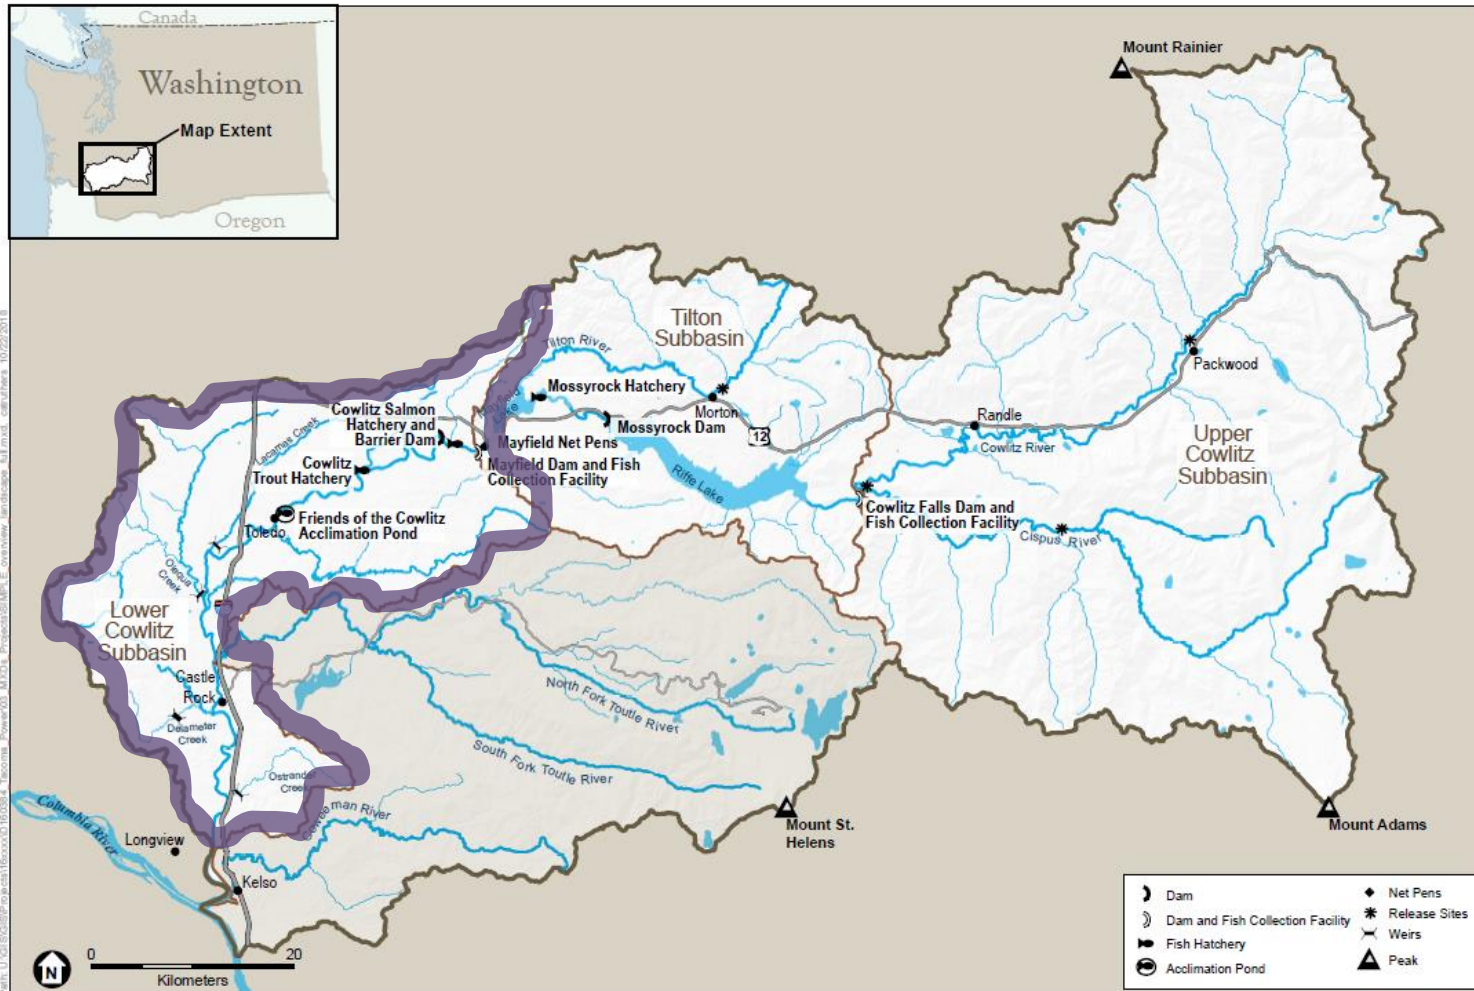 Canada
Washington
Map Extent
Oregon
Mount Rainier
Tilton
Subbasin
Tilton River
Packwood
Mossyrock Hatchery
Mayfield
Lake
Morton
Mossyrock Dam
12
Randle
Cowlitz River
Upper
Cowlitz
Subbasin
Cowlitz Salmon
Hatchery and
Barrier Dam
Lacamas Creek
Mayfield Net Pens
Mayfield Dam and Fish
Collection Facility
Cowlitz
Trout Hatchery
Riffe Lake
Cowlitz Falls Dam and
Fish Collection Facility
Cispus River
Friends of the Cowlitz
Acclimation Pond
Toledo
Olequa
Creek
Lower
Cowlitz
Subbasin
Castle
Rock
North Fork Toutle River
Delameter
Creek
South Fork Toutle River
Ostrander
Creek
Columbia River
Longview
man River
Mount St.
Helens
Mount Adams
Kelso
N
0 20
Kilometers
Dam
Dam and Fish Collection Facility
Fish Hatchery
Acclimation Pond
Net Pens
Release Sites
Weirs
Peak